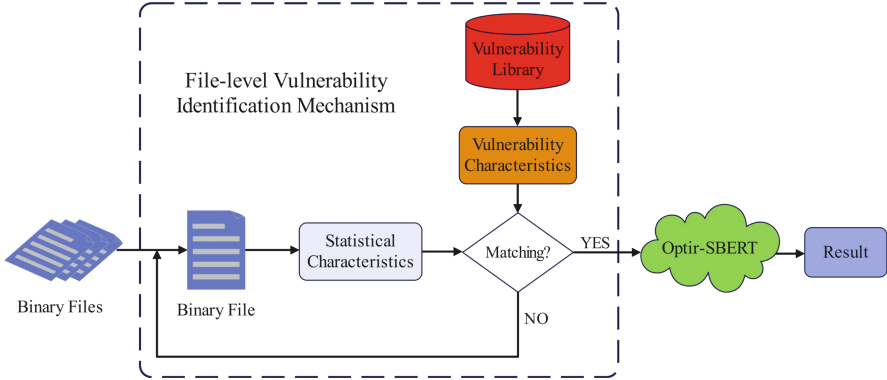 Vulnerability
Library
File-level Vulnerability
Identification Mechanism
Vulnerability
Characteristics
Statistical
Characteristics
Matching?
YES
Optir-SBERT
Result
Binary Files
Binary File
NO